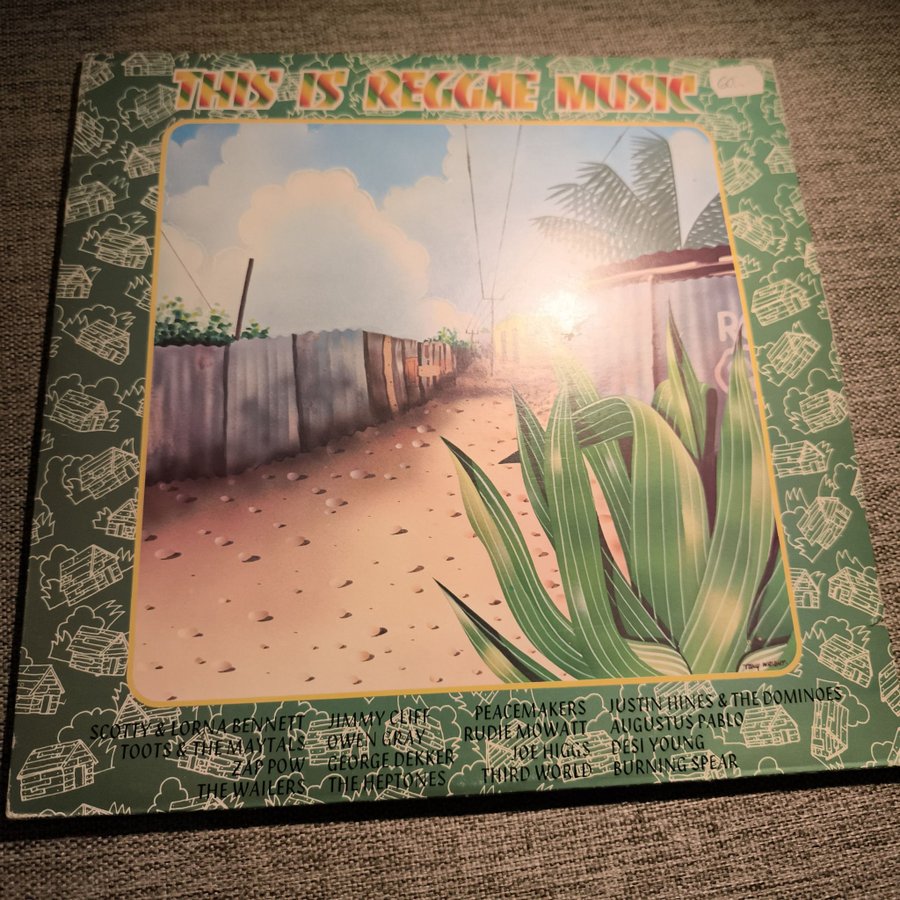 THIS IS REGGAE MUSIC
60
R
TONY WRIGHT
SCOTTY & LORNA BENNETT
TOOTS & THE MAYTALS
ZAP POW
THE WAILERS
JIMMY CLIFF
OWEN GRAY
GEORGE DEKKER
THE HEPTONES
PEACEMAKERS
RUDIE MOWATT
JOE HIGGS
THIRD WORLD
JUSTIN HINES & THE DOMINOES
AUGUSTUS PABLO
DESI YOUNG
BURNING SPEAR